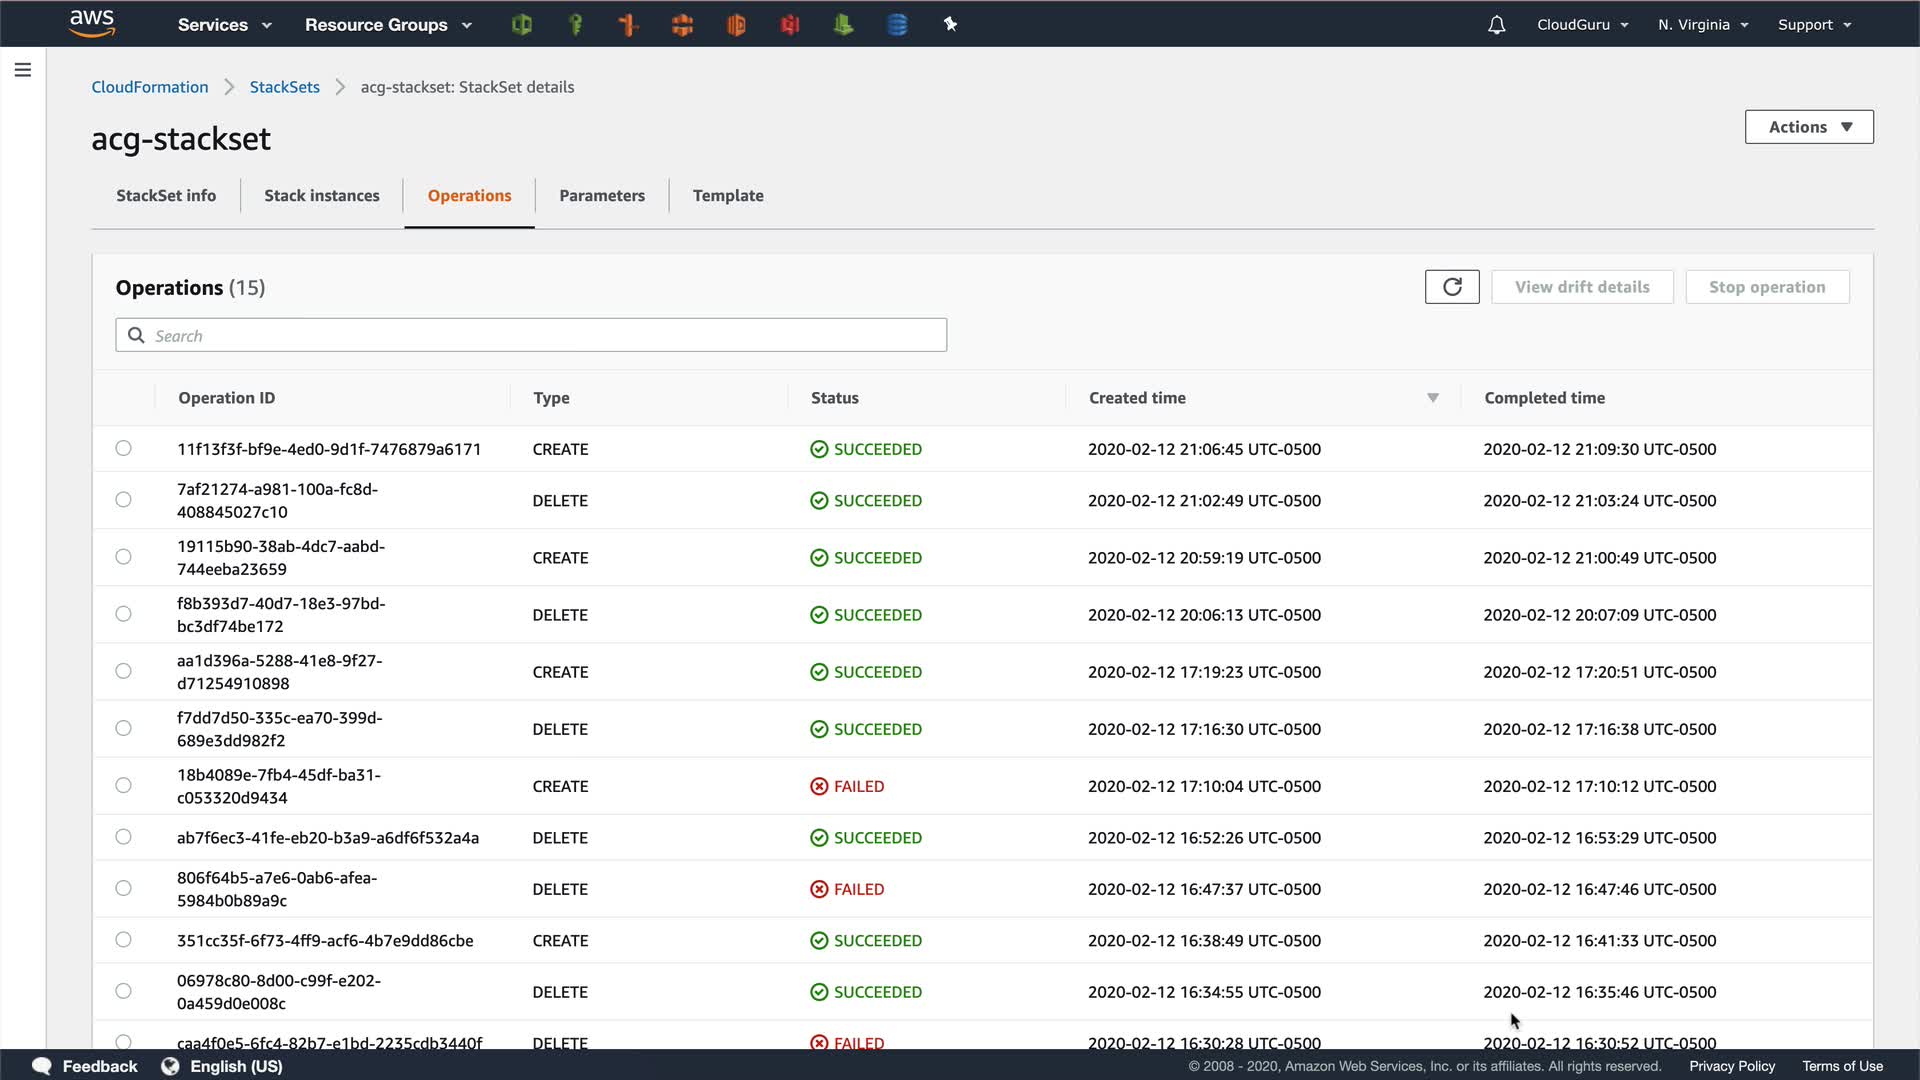 aws
Services
Resource Groups
CloudGuru
N. Virginia
Support
CloudFormation
StackSets
acg-stackset: StackSet details
acg-stackset
Actions
StackSet info
Stack instances
Operations
Parameters
Template
Operations (15)
View drift details
Stop operation
Search
Operation ID
Type
Status
Created time
Completed time
11f13f3f-bf9e-4ed0-9d1f-7476879a6171
CREATE
SUCCEEDED
2020-02-12 21:06:45 UTC-0500
2020-02-12 21:09:30 UTC-0500
7af21274-a981-100a-fc8d-
408845027c10
DELETE
SUCCEEDED
2020-02-12 21:02:49 UTC-0500
2020-02-12 21:03:24 UTC-0500
19115b90-38ab-4dc7-aabd-
744eeba23659
CREATE
SUCCEEDED
2020-02-12 20:59:19 UTC-0500
2020-02-12 21:00:49 UTC-0500
f8b393d7-40d7-18e3-97bd-
bc3df74be172
DELETE
SUCCEEDED
2020-02-12 20:06:13 UTC-0500
2020-02-12 20:07:09 UTC-0500
aa1d396a-5288-41e8-9f27-
d71254910898
CREATE
SUCCEEDED
2020-02-12 17:19:23 UTC-0500
2020-02-12 17:20:51 UTC-0500
f7dd7d50-335c-ea70-399d-
689e3dd982f2
DELETE
SUCCEEDED
2020-02-12 17:16:30 UTC-0500
2020-02-12 17:16:38 UTC-0500
18b4089e-7fb4-45df-ba31-
c053320d9434
CREATE
FAILED
2020-02-12 17:10:04 UTC-0500
2020-02-12 17:10:12 UTC-0500
ab7f6ec3-41fe-eb20-b3a9-a6df6f532a4a
DELETE
SUCCEEDED
2020-02-12 16:52:26 UTC-0500
2020-02-12 16:53:29 UTC-0500
806f64b5-a7e6-0ab6-afea-
5984b0b89a9c
DELETE
FAILED
2020-02-12 16:47:37 UTC-0500
2020-02-12 16:47:46 UTC-0500
351cc35f-6f73-4ff9-acf6-4b7e9dd86cbe
CREATE
SUCCEEDED
2020-02-12 16:38:49 UTC-0500
2020-02-12 16:41:33 UTC-0500
06978c80-8d00-c99f-e202-
0a459d0e008c
DELETE
SUCCEEDED
2020-02-12 16:34:55 UTC-0500
2020-02-12 16:35:46 UTC-0500
caa4f0e5-6fc4-82b7-e1bd-2235cdb3440f
DELETE
FAILED
2020-02-12 16:30:28 UTC-0500
2020-02-12 16:30:52 UTC-0500
Feedback
English (US)
© 2008 - 2020, Amazon Web Services, Inc. or its affiliates. All rights reserved.
Privacy Policy
Terms of Use